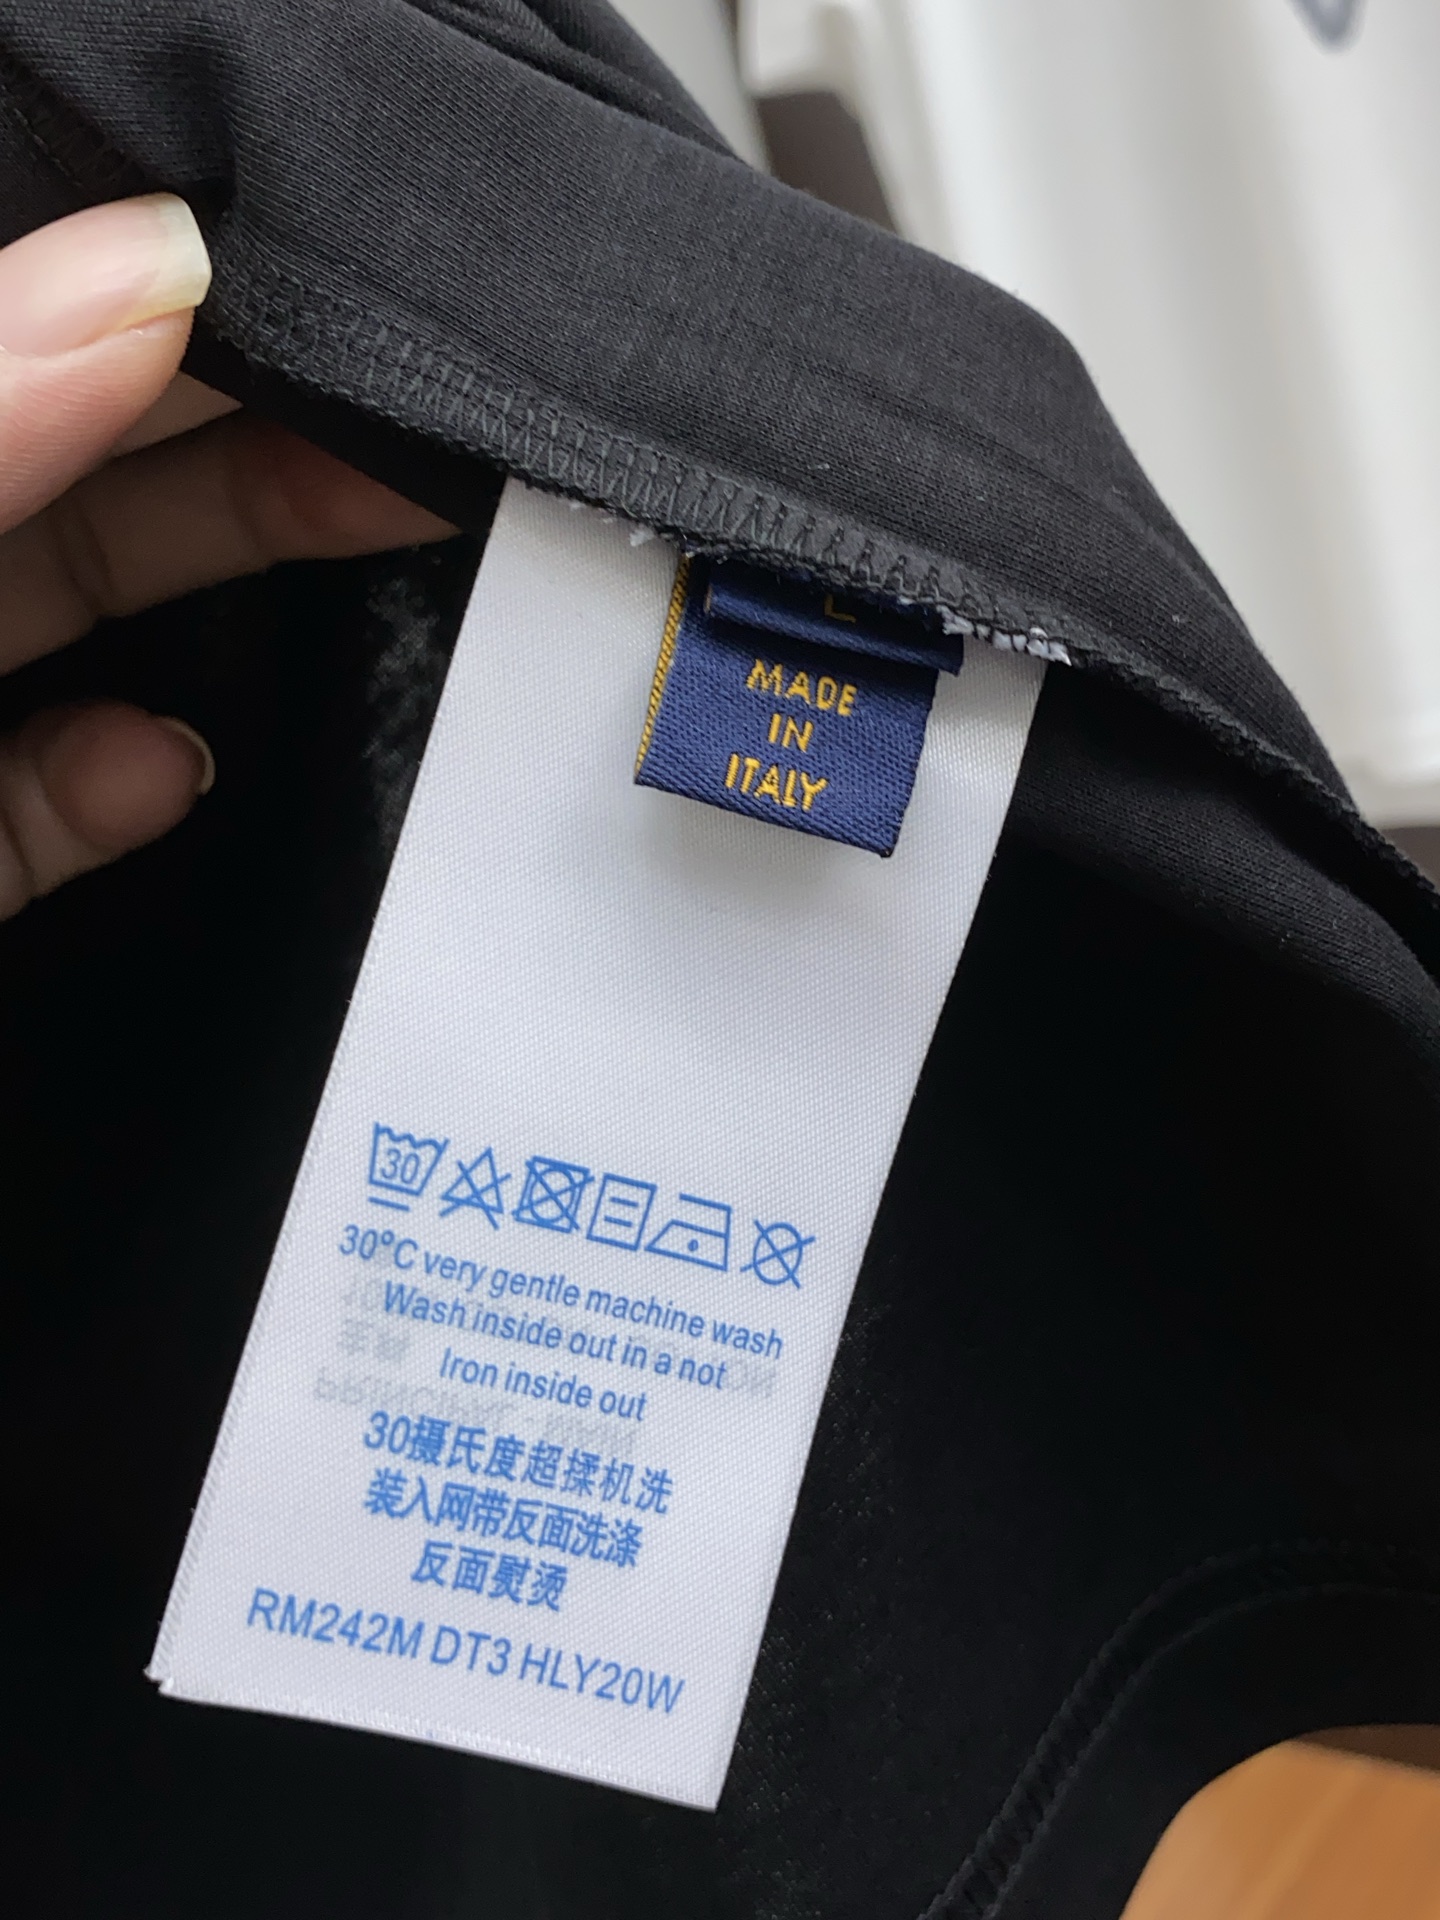 L
MADE
IN
ITALY
30
30°C very gentle machine wash
Wash inside out in a not
Iron inside out
30摄氏度超揉机洗
装入网带反面洗涤
反面熨烫
RM242M DT3 HLY20W